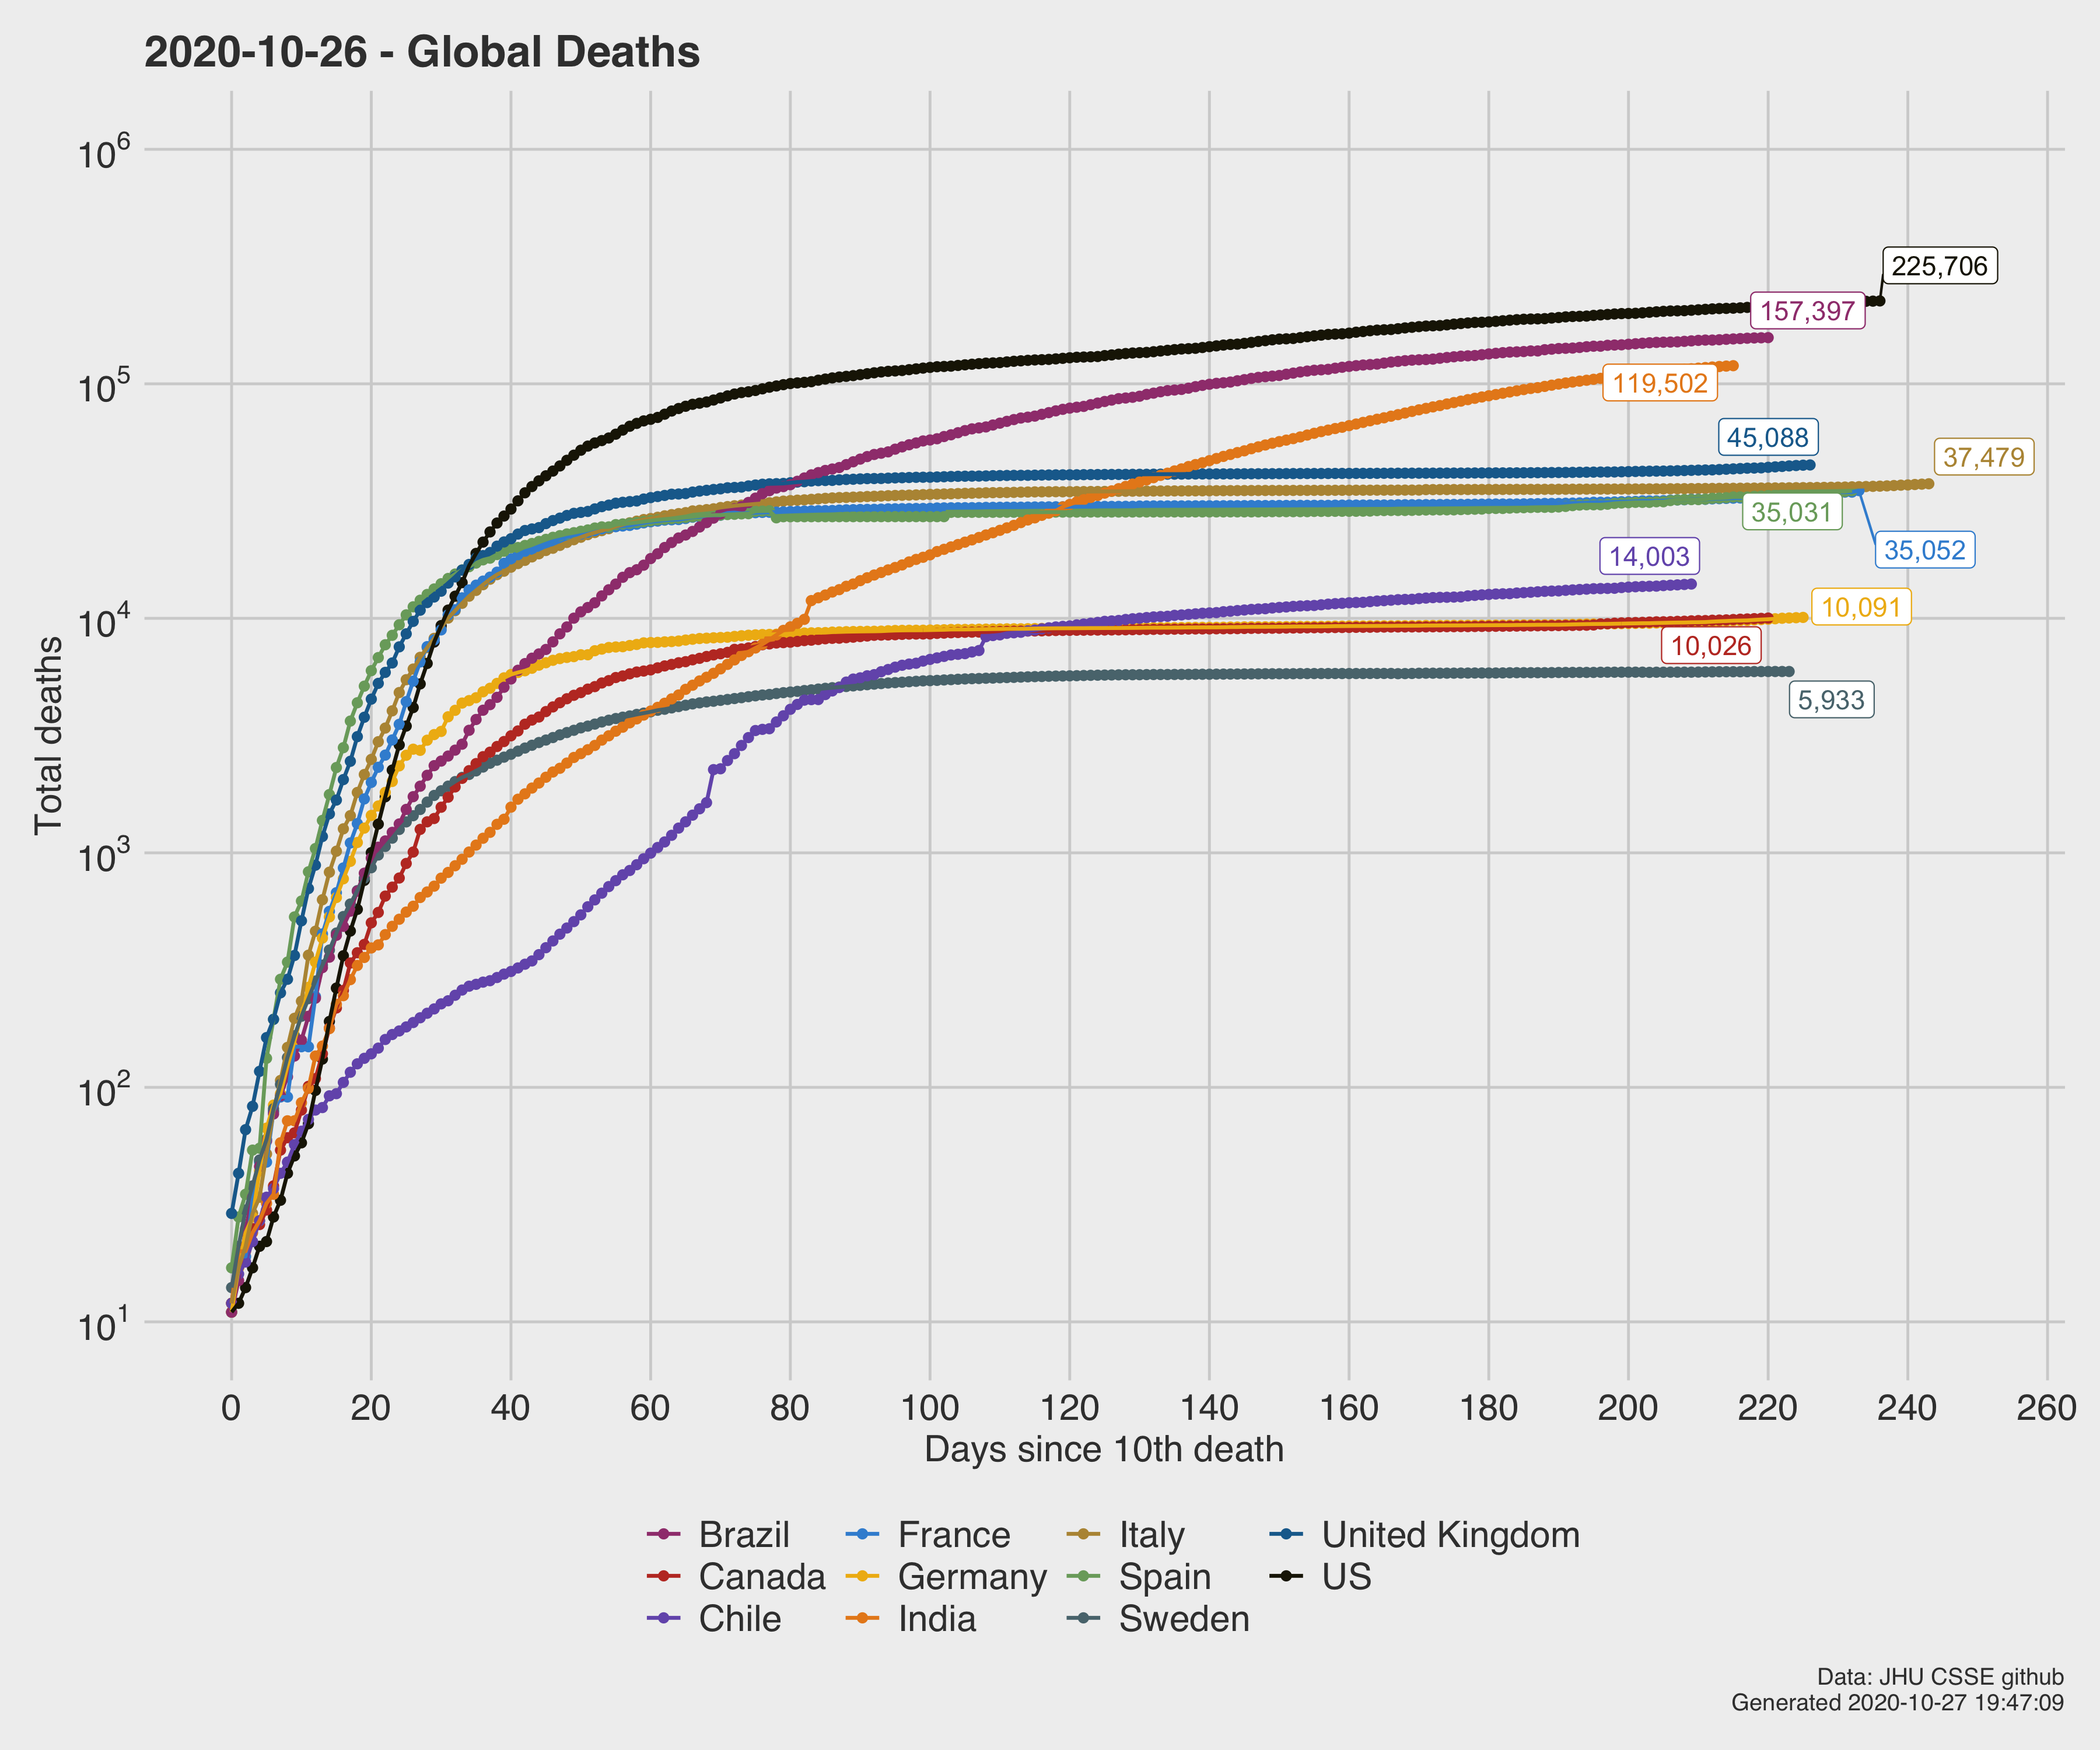 2020-10-26 - Global Deaths
10^6
10^5
10^4
10^3
10^2
10^1
Total deaths
225,706
157,397
119,502
45,088
37,479
35,031
35,052
14,003
10,091
10,026
5,933
0 20 40 60 80 100 120 140 160 180 200 220 240 260
Days since 10th death
Brazil France Italy United Kingdom
Canada Germany Spain US
Chile India Sweden
Data: JHU CSSE github
Generated 2020-10-27 19:47:09